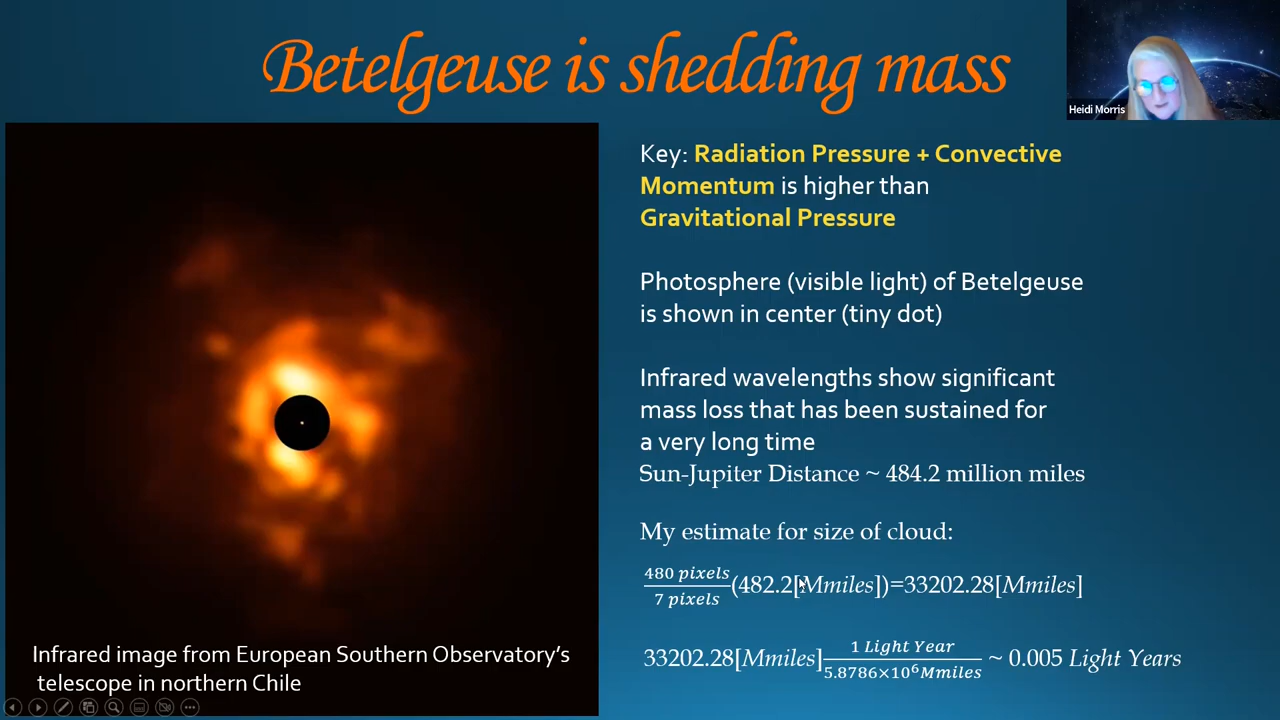 Betelgeuse is shedding mass
Heidi Morris
Key: Radiation Pressure + Convective
Momentum is higher than
Gravitational Pressure
Photosphere (visible light) of Betelgeuse
is shown in center (tiny dot)
Infrared wavelengths show significant
mass loss that has been sustained for
a very long time
Sun-Jupiter Distance ~ 484.2 million miles
My estimate for size of cloud:
480 pixels/7 pixels(482.2[Mmiles])=33202.28[Mmiles]
33202.28[Mmiles] 1 Light Year/5.8786×10⁶Mmiles ~ 0.005 Light Years
Infrared image from European Southern Observatory's
telescope in northern Chile